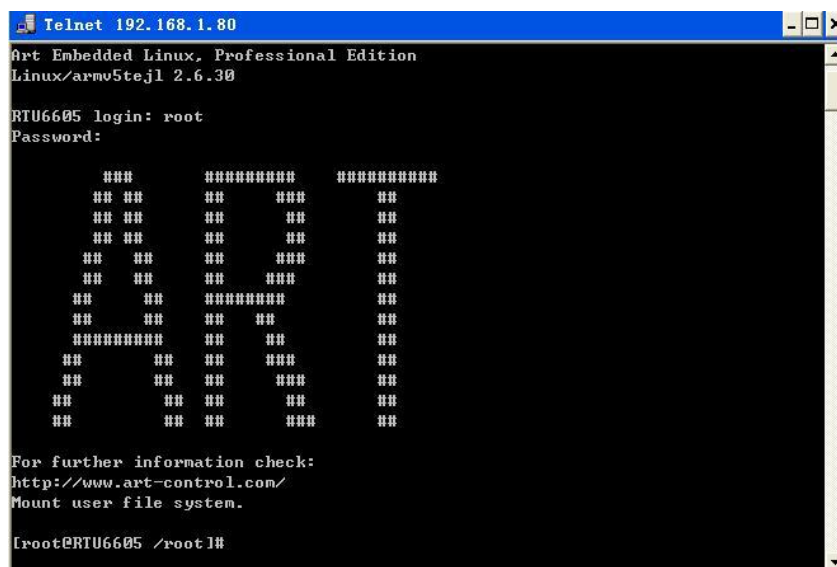 Telnet 192.168.1.80
Art Embedded Linux, Professional Edition
Linux/armv5tejl 2.6.30
RTU6605 login: root
Password:
        ###       #########    ##########
       ## ##      ##     ###       ##
       ## ##      ##      ##       ##
       ## ##      ##      ##       ##
      ##   ##     ##     ###       ##
      ##   ##     ##    ###        ##
     ##     ##    ########         ##
     ##     ##    ##   ##          ##
     #########    ##    ##         ##
    ##       ##   ##    ###        ##
    ##       ##   ##     ###       ##
   ##         ##  ##      ##       ##
   ##         ##  ##      ###      ##
For further information check:
http://www.art-control.com/
Mount user file system.
[root@RTU6605 /root]#